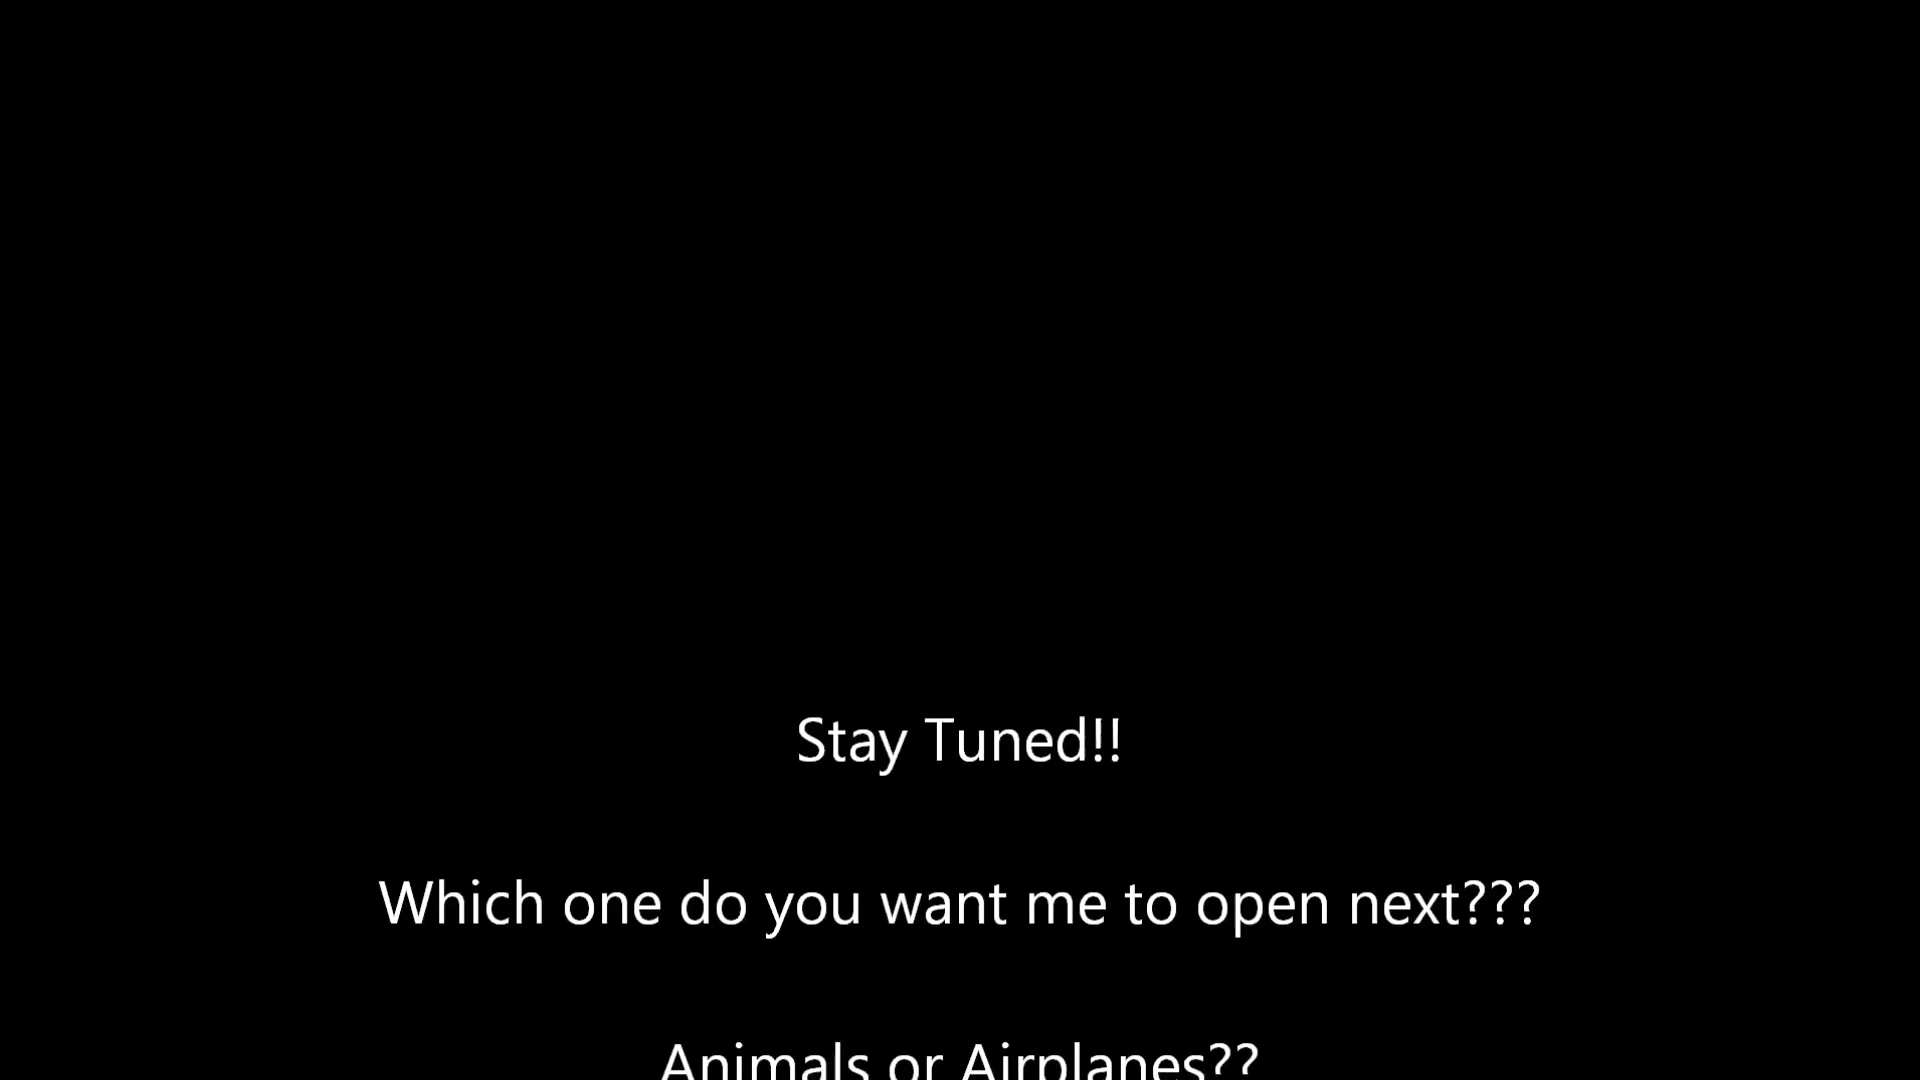 Stay Tuned!!
Which one do you want me to open next???
Animals or Airplanes??